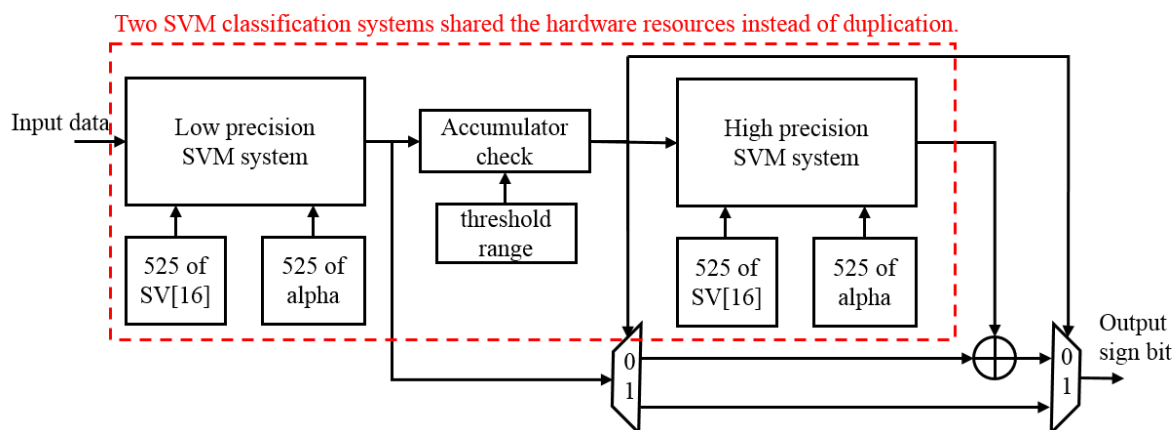 Two SVM classification systems shared the hardware resources instead of duplication.
Input data
Low precision
SVM system
Accumulator
check
High precision
SVM system
threshold
range
525 of
SV[16]
525 of
alpha
525 of
SV[16]
525 of
alpha
0
1
0
1
Output
sign bit